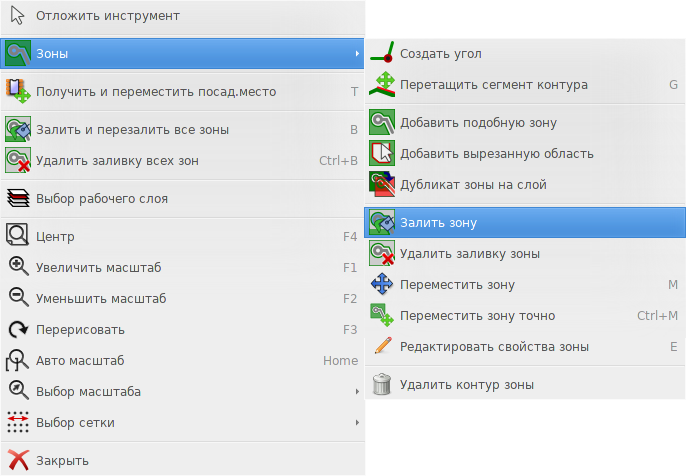 Отложить инструмент
Зоны
Получить и переместить посад.место T
Залить и перезалить все зоны B
Удалить заливку всех зон Ctrl+B
Выбор рабочего слоя
Центр F4
Увеличить масштаб F1
Уменьшить масштаб F2
Перерисовать F3
Авто масштаб Home
Выбор масштаба
Выбор сетки
Закрыть
Создать угол
Перетащить сегмент контура G
Добавить подобную зону
Добавить вырезанную область
Дубликат зоны на слой
Залить зону
Удалить заливку зоны
Переместить зону M
Переместить зону точно Ctrl+M
Редактировать свойства зоны E
Удалить контур зоны